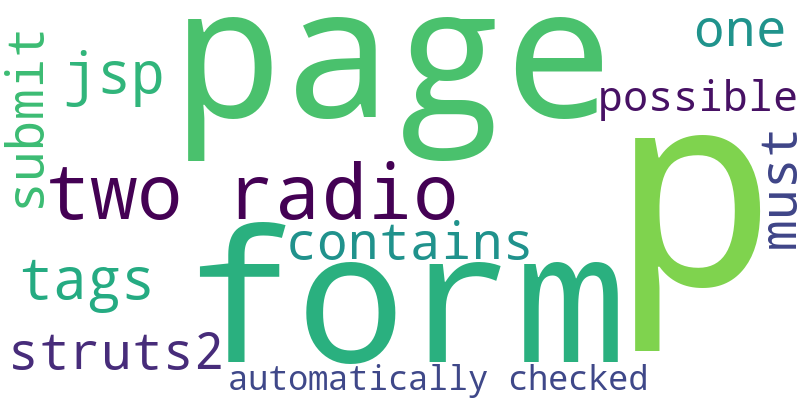 page
one
submit
jsp
possible
p
must
two radio
contains
form
tags
struts2
automatically checked